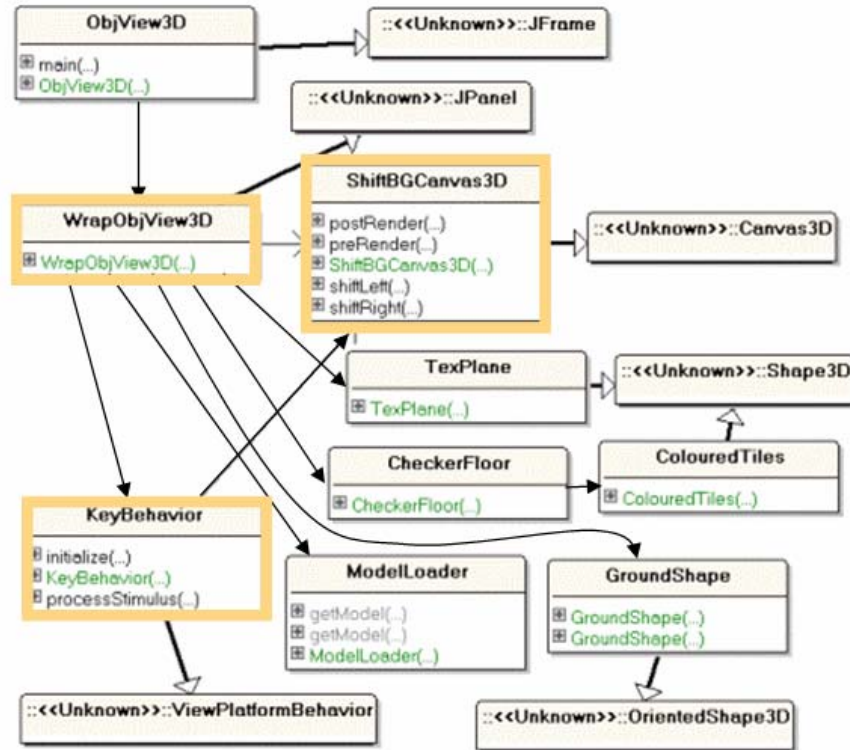 ObjView3D
main(...)
ObjView3D(...)
::<<Unknown>>::JFrame
::<<Unknown>>::JPanel
WrapObjView3D
WrapObjView3D(...)
ShiftBGCanvas3D
postRender(...)
preRender(...)
ShiftBGCanvas3D(...)
shiftLeft(...)
shiftRight(...)
::<<Unknown>>::Canvas3D
TexPlane
TexPlane(...)
::<<Unknown>>::Shape3D
CheckerFloor
CheckerFloor(...)
ColouredTiles
ColouredTiles(...)
KeyBehavior
initialize(...)
KeyBehavior(...)
processStimulus(...)
ModelLoader
getModel(...)
getModel(...)
ModelLoader(...)
GroundShape
GroundShape(...)
GroundShape(...)
::<<Unknown>>::ViewPlatformBehavior
::<<Unknown>>::OrientedShape3D